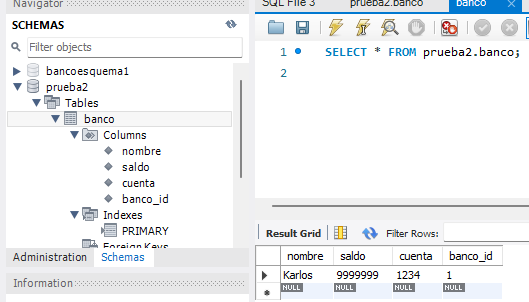 Navigator
SCHEMAS
Filter objects
bancoesquema1
prueba2
Tables
banco
Columns
nombre
saldo
cuenta
banco_id
Indexes
PRIMARY
Foreign Keys
Administration Schemas
Information
SQL File 3 prueba2.banco banco
1 SELECT * FROM prueba2.banco;
2
Result Grid Filter Rows:
nombre saldo cuenta banco_id
Karlos 9999999 1234 1
NULL NULL NULL NULL